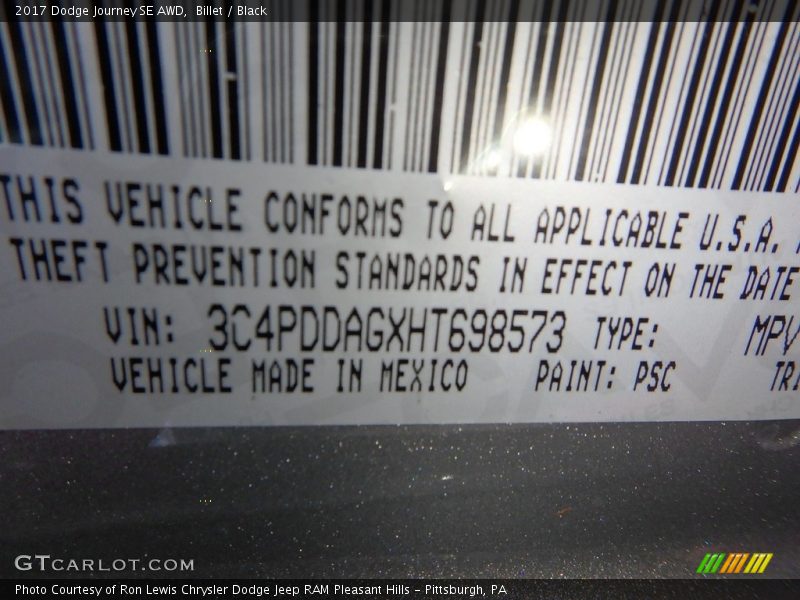 2017 Dodge Journey SE AWD,  Billet / Black
THIS VEHICLE CONFORMS TO ALL APPLICABLE U.S.A.
THEFT PREVENTION STANDARDS IN EFFECT ON THE DATE
VIN: 3C4PDDAGXHT698573 TYPE: MPV
VEHICLE MADE IN MEXICO PAINT: PSC TRI
GTCARLOT.COM
Photo Courtesy of Ron Lewis Chrysler Dodge Jeep RAM Pleasant Hills - Pittsburgh, PA